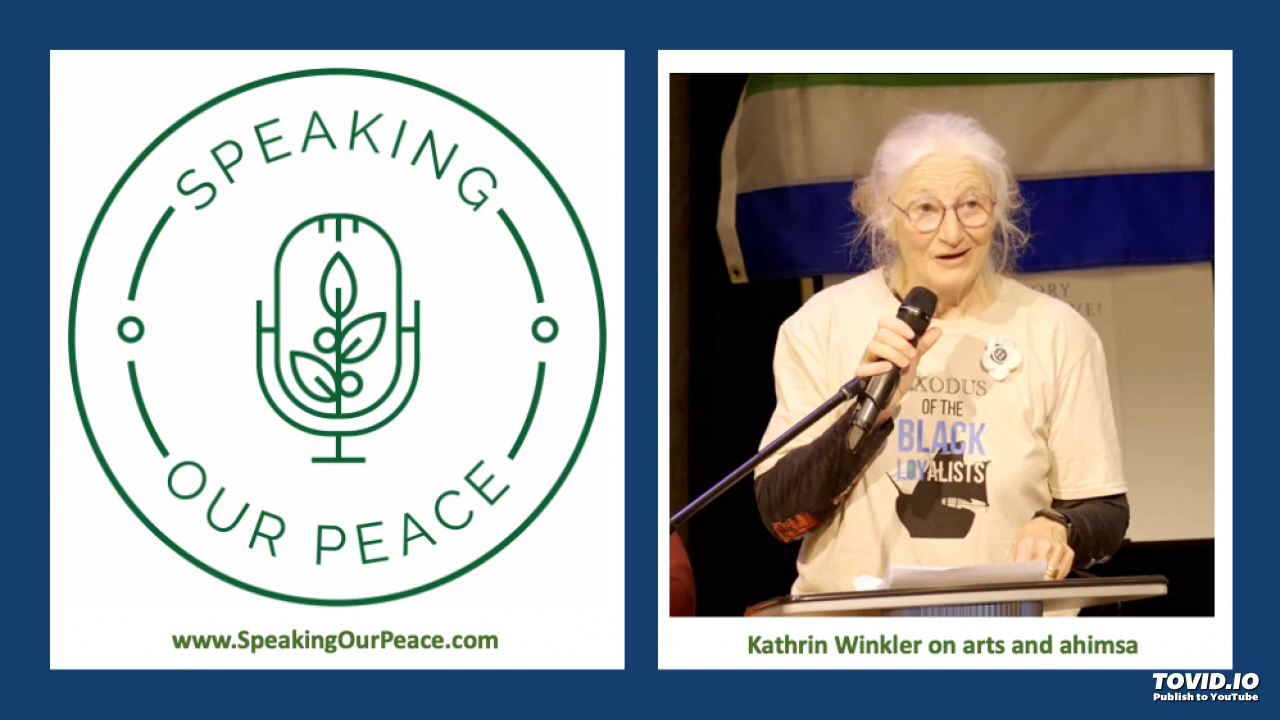 SPEAKING
OUR PEACE
www.SpeakingOurPeace.com
OF THE
BLACK
LOYALISTS
Kathrin Winkler on arts and ahimsa
TOVID.IO
Publish to YouTube